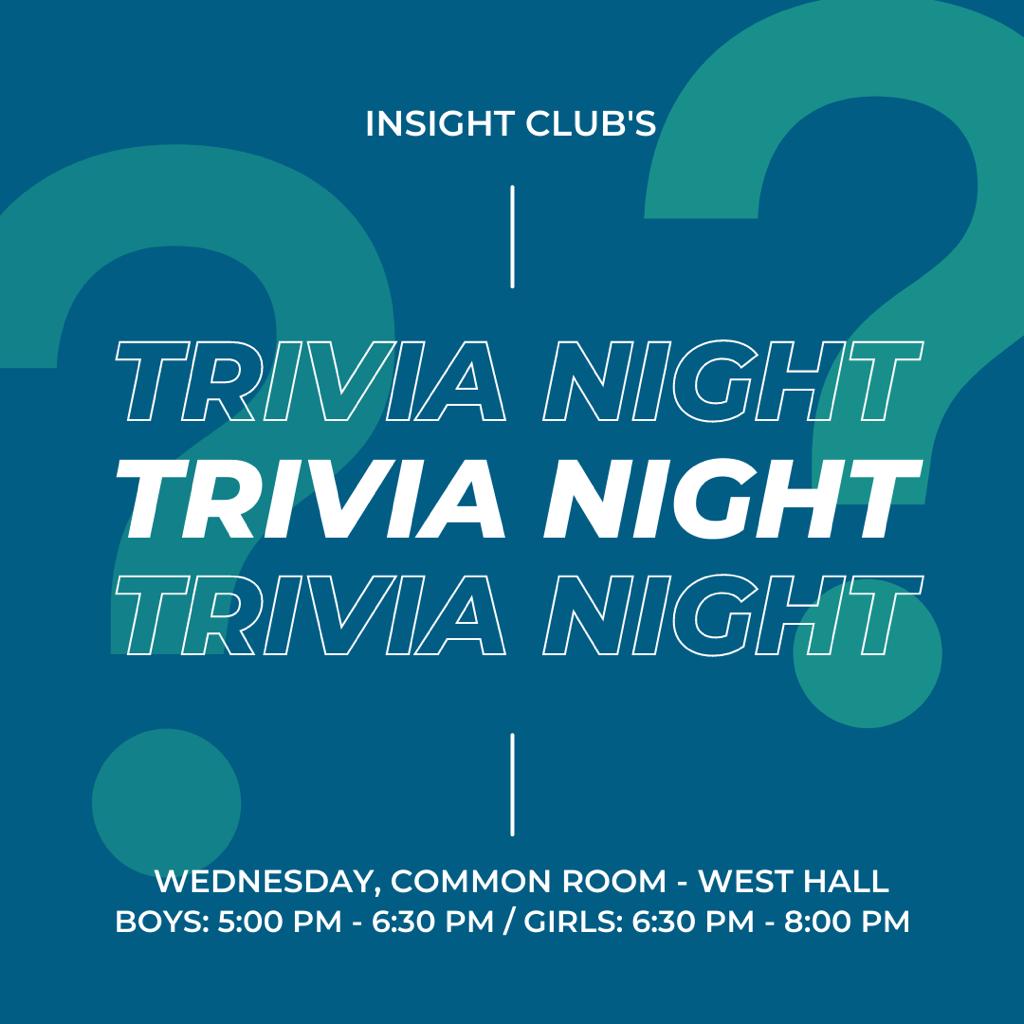 INSIGHT CLUB'S
TRIVIA NIGHT
TRIVIA NIGHT
TRIVIA NIGHT
WEDNESDAY, COMMON ROOM - WEST HALL
BOYS: 5:00 PM - 6:30 PM / GIRLS: 6:30 PM - 8:00 PM